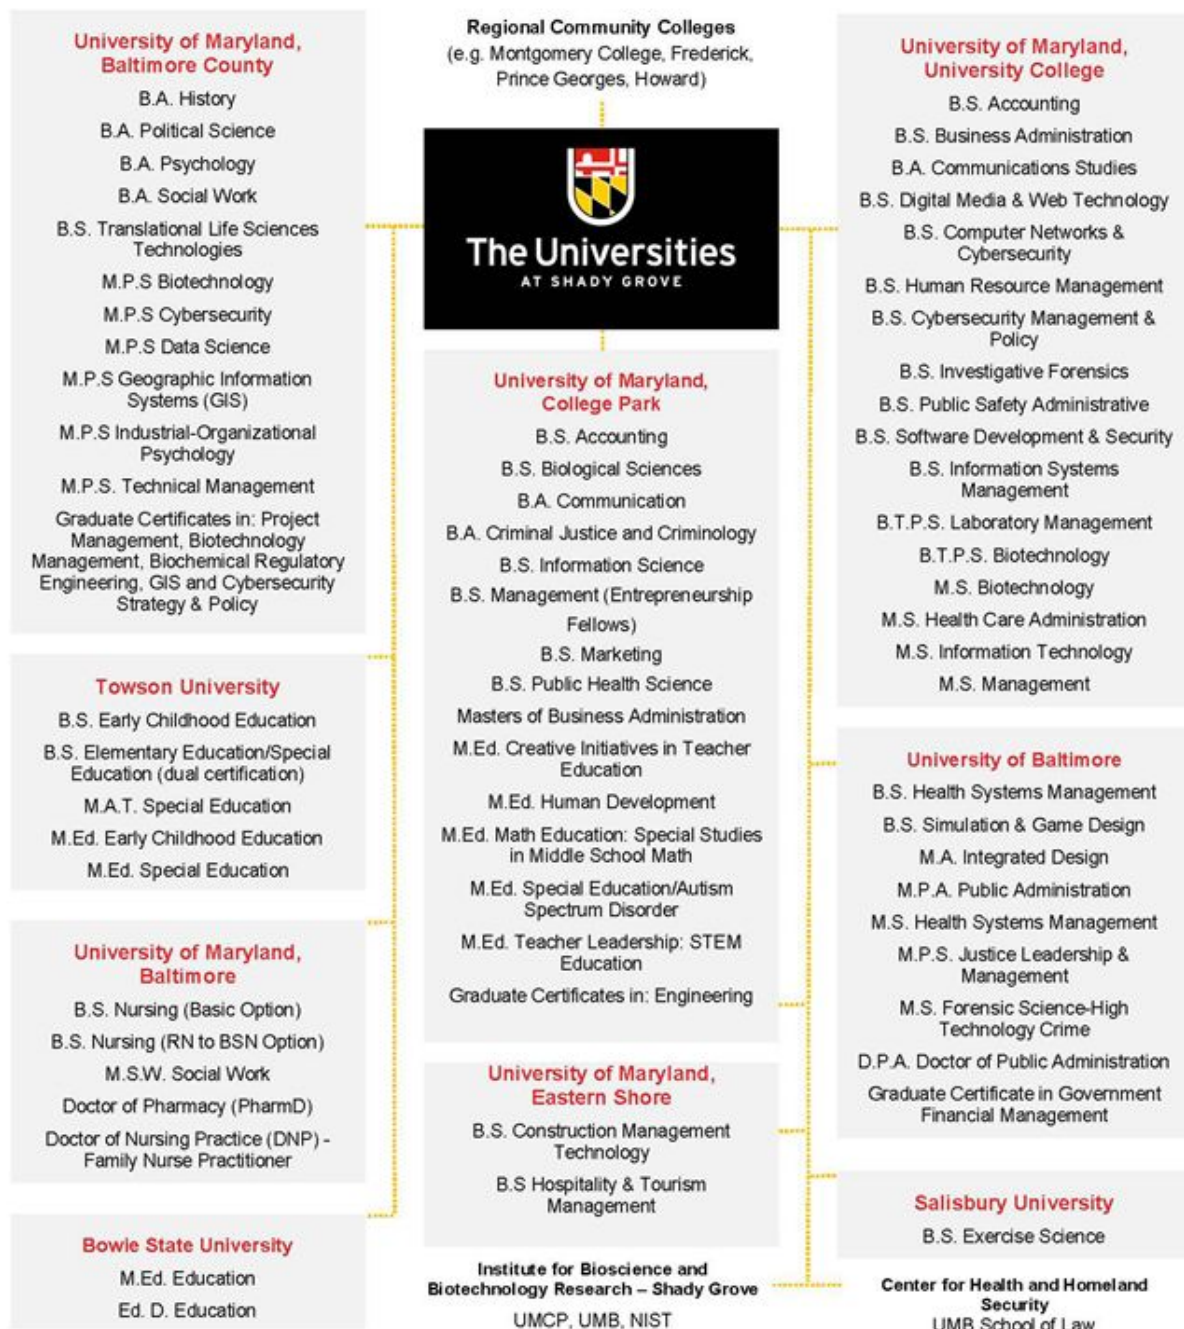 University of Maryland,
Baltimore County
B.A. History
B.A. Political Science
B.A. Psychology
B.A. Social Work
B.S. Translational Life Sciences
Technologies
M.P.S Biotechnology
M.P.S Cybersecurity
M.P.S Data Science
M.P.S Geographic Information
Systems (GIS)
M.P.S Industrial-Organizational
Psychology
M.P.S. Technical Management
Graduate Certificates in: Project
Management, Biotechnology
Management, Biochemical Regulatory
Engineering, GIS and Cybersecurity
Strategy & Policy
Towson University
B.S. Early Childhood Education
B.S. Elementary Education/Special
Education (dual certification)
M.A.T. Special Education
M.Ed. Early Childhood Education
M.Ed. Special Education
University of Maryland,
Baltimore
B.S. Nursing (Basic Option)
B.S. Nursing (RN to BSN Option)
M.S.W. Social Work
Doctor of Pharmacy (PharmD)
Doctor of Nursing Practice (DNP) -
Family Nurse Practitioner
Bowie State University
M.Ed. Education
Ed. D. Education
Regional Community Colleges
(e.g. Montgomery College, Frederick,
Prince Georges, Howard)
The Universities
AT SHADY GROVE
University of Maryland,
College Park
B.S. Accounting
B.S. Biological Sciences
B.A. Communication
B.A. Criminal Justice and Criminology
B.S. Information Science
B.S. Management (Entrepreneurship
Fellows)
B.S. Marketing
B.S. Public Health Science
Masters of Business Administration
M.Ed. Creative Initiatives in Teacher
Education
M.Ed. Human Development
M.Ed. Math Education: Special Studies
in Middle School Math
M.Ed. Special Education/Autism
Spectrum Disorder
M.Ed. Teacher Leadership: STEM
Education
Graduate Certificates in: Engineering
University of Maryland,
Eastern Shore
B.S. Construction Management
Technology
B.S Hospitality & Tourism
Management
Institute for Bioscience and
Biotechnology Research – Shady Grove
UMCP, UMB, NIST
University of Maryland,
University College
B.S. Accounting
B.S. Business Administration
B.A. Communications Studies
B.S. Digital Media & Web Technology
B.S. Computer Networks &
Cybersecurity
B.S. Human Resource Management
B.S. Cybersecurity Management &
Policy
B.S. Investigative Forensics
B.S. Public Safety Administrative
B.S. Software Development & Security
B.S. Information Systems
Management
B.T.P.S. Laboratory Management
B.T.P.S. Biotechnology
M.S. Biotechnology
M.S. Health Care Administration
M.S. Information Technology
M.S. Management
University of Baltimore
B.S. Health Systems Management
B.S. Simulation & Game Design
M.A. Integrated Design
M.P.A. Public Administration
M.S. Health Systems Management
M.P.S. Justice Leadership &
Management
M.S. Forensic Science-High
Technology Crime
D.P.A. Doctor of Public Administration
Graduate Certificate in Government
Financial Management
Salisbury University
B.S. Exercise Science
Center for Health and Homeland
Security
UMB School of Law